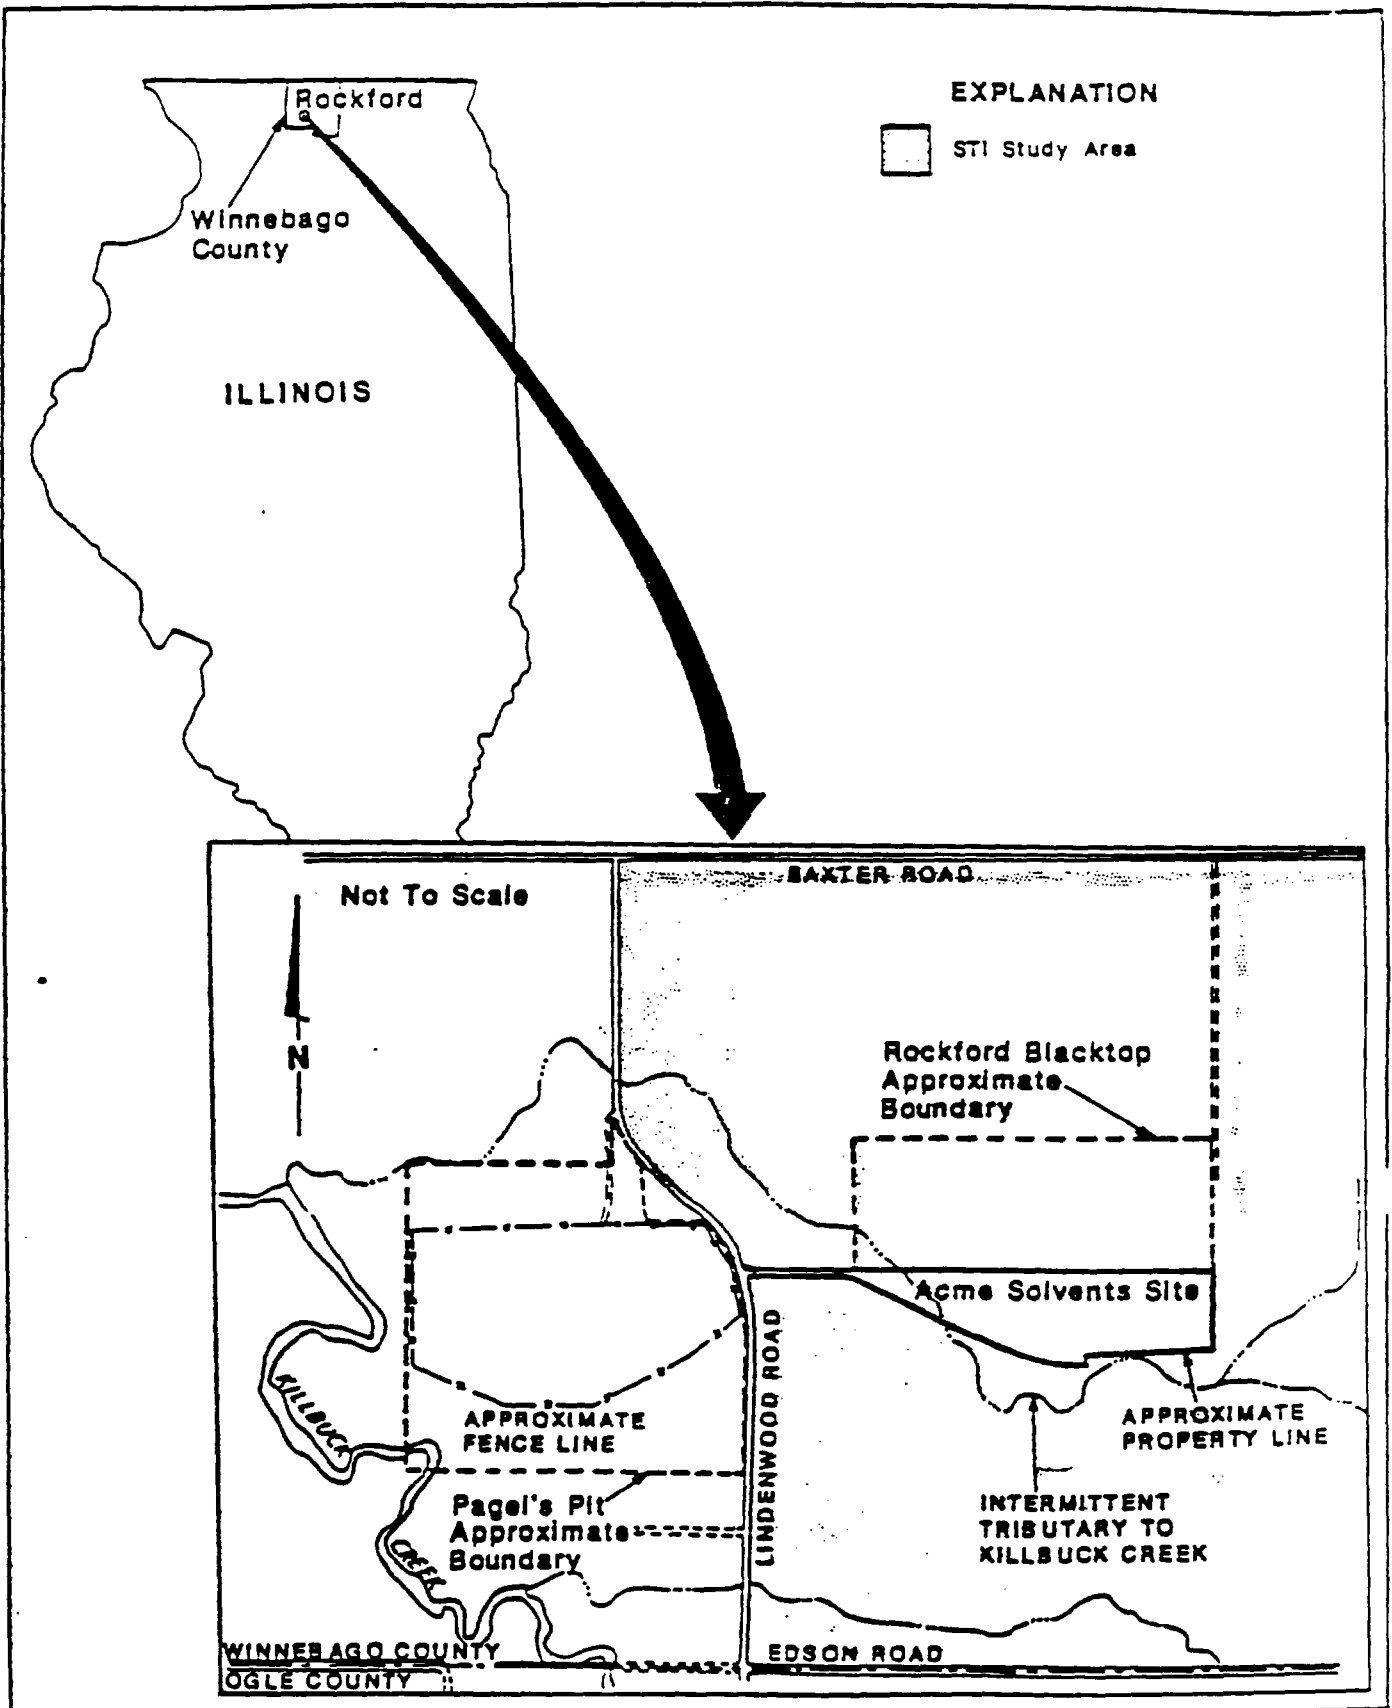 Rockford
EXPLANATION
STI Study Area
Winnebago
County
ILLINOIS
BAXTER ROAD
Not To Scale
N
Rockford Blacktop
Approximate
Boundary
Acme Solvents Site
LINDENWOOD ROAD
KILLBUCK
CREEK
APPROXIMATE
FENCE LINE
APPROXIMATE
PROPERTY LINE
Pagel's Pit
Approximate
Boundary
INTERMITTENT
TRIBUTARY TO
KILLBUCK CREEK
WINNEBAGO COUNTY
OGLE COUNTY
EDSON ROAD